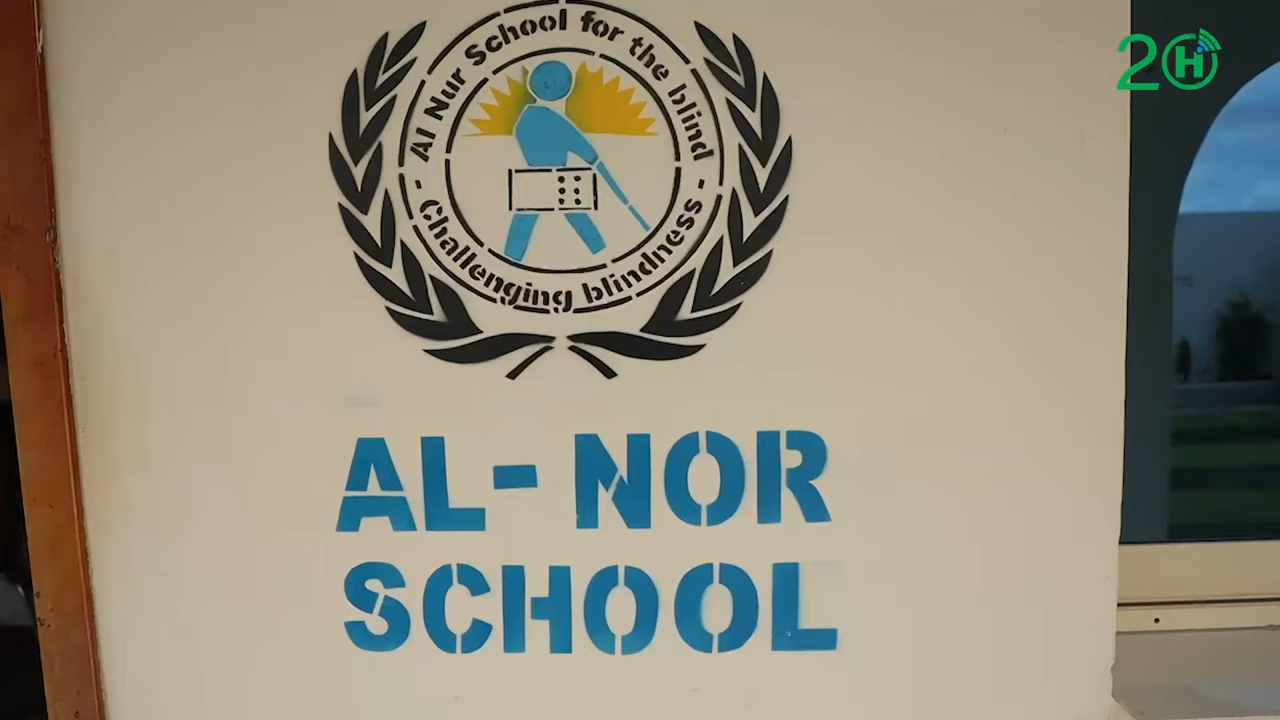 2H
Al Nur School for the blind
- Challenging blindness -
AL-NOR
SCHOOL